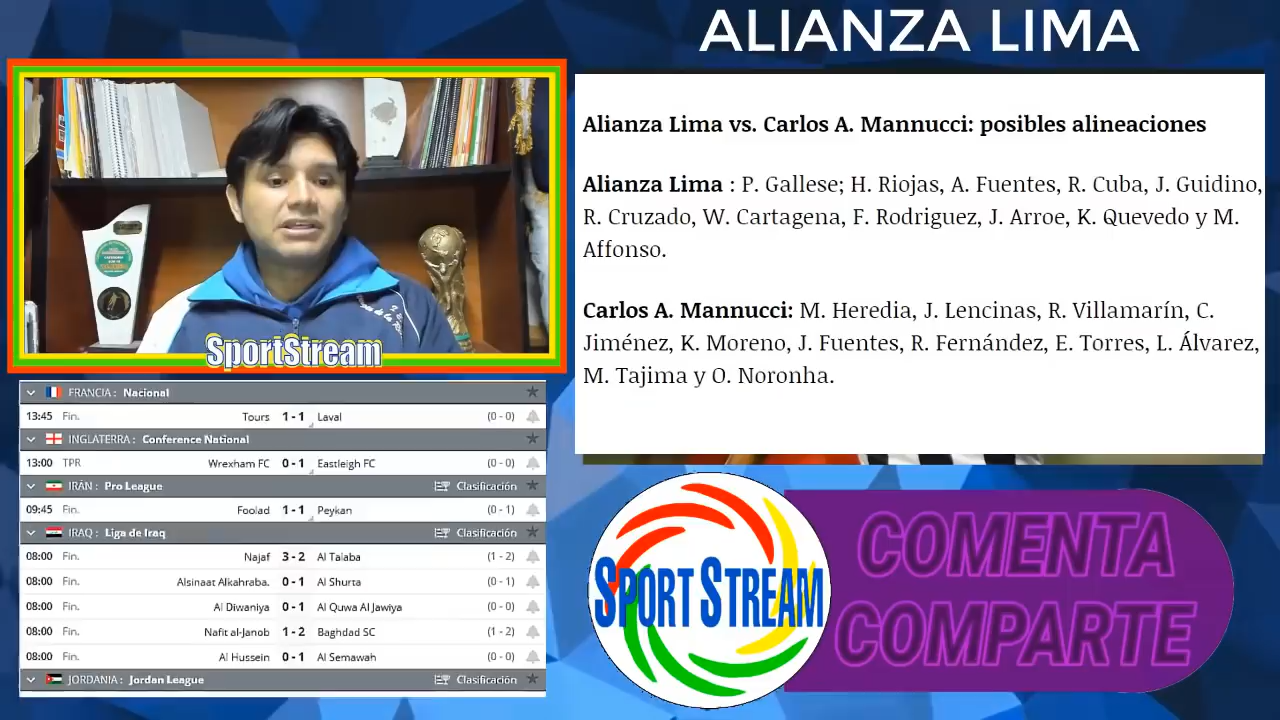 ALIANZA LIMA
Alianza Lima vs. Carlos A. Mannucci: posibles alineaciones
Alianza Lima : P. Gallese; H. Riojas, A. Fuentes, R. Cuba, J. Guidino,
R. Cruzado, W. Cartagena, F. Rodriguez, J. Arroe, K. Quevedo y M.
Affonso.
Carlos A. Mannucci: M. Heredia, J. Lencinas, R. Villamarín, C.
Jiménez, K. Moreno, J. Fuentes, R. Fernández, E. Torres, L. Álvarez,
M. Tajima y O. Noronha.
SportStream
FRANCIA : Nacional
13:45 Fin. Tours 1 - 1 Laval (0 - 0)
INGLATERRA : Conference National
13:00 TPR Wrexham FC 0 - 1 Eastleigh FC (0 - 0)
IRÁN : Pro League Clasificación
09:45 Fin. Foolad 1 - 1 Peykan (0 - 1)
IRAQ : Liga de Iraq Clasificación
08:00 Fin. Najaf 3 - 2 Al Talaba (1 - 2)
08:00 Fin. Alsinaat Alkahraba. 0 - 1 Al Shurta (0 - 1)
08:00 Fin. Al Diwaniya 0 - 1 Al Quwa Al Jawiya (0 - 0)
08:00 Fin. Nafit al-Janob 1 - 2 Baghdad SC (1 - 2)
08:00 Fin. Al Hussein 0 - 1 Al Semawah (0 - 0)
JORDANIA : Jordan League Clasificación
SPORT STREAM
COMENTA
COMPARTE